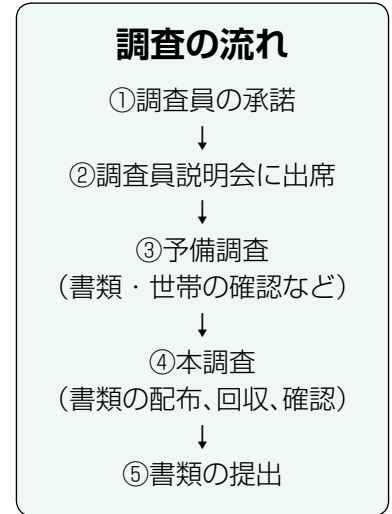 調査の流れ
①調査員の承諾
↓
②調査員説明会に出席
↓
③予備調査
（書類・世帯の確認など）
↓
④本調査
（書類の配布、回収、確認）
↓
⑤書類の提出